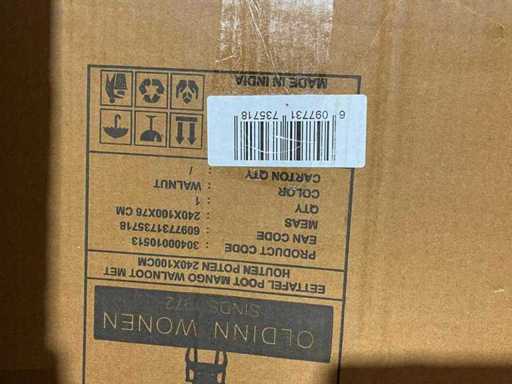 OLDINN WONEN
SINDS 1972
EETTAFEL POOT MANGO WALNOOT MET
HOUTEN POTEN 240X100CM
PRODUCT CODE : 30400010513
EAN CODE : 6097731735718
MEAS : 240X100X76 CM
QTY : 1
COLOR : WALNUT
CARTON QTY : /
6 097731 735718
MADE IN INDIA